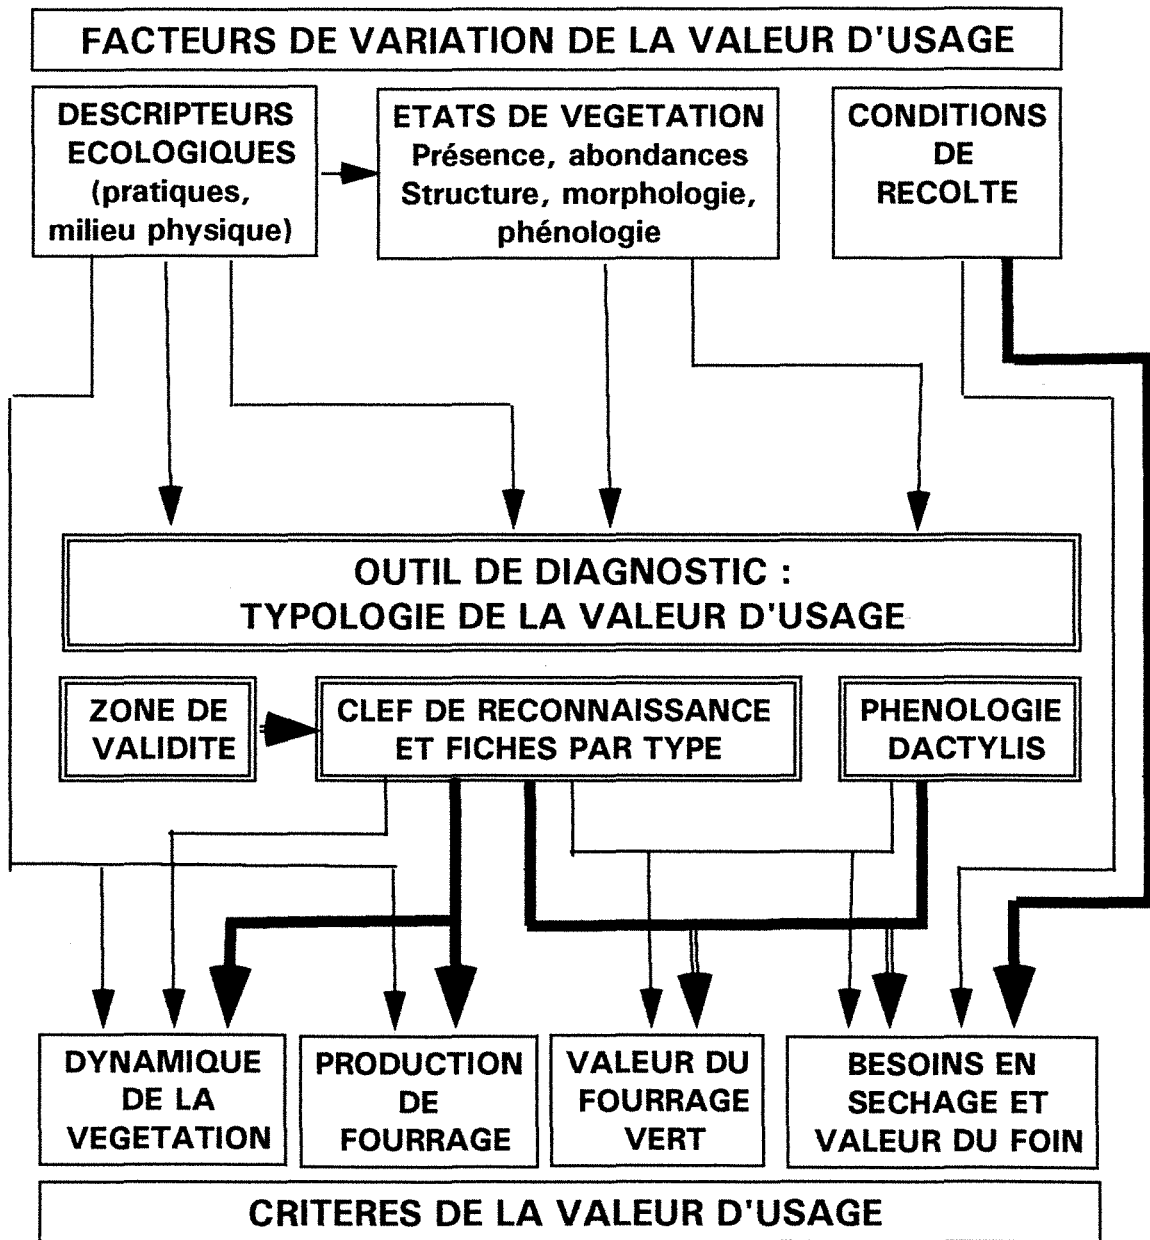 FACTEURS DE VARIATION DE LA VALEUR D'USAGE
DESCRIPTEURS
ECOLOGIQUES
(pratiques,
milieu physique)
ETATS DE VEGETATION
Présence, abondances
Structure, morphologie,
phénologie
CONDITIONS
DE
RECOLTE
OUTIL DE DIAGNOSTIC :
TYPOLOGIE DE LA VALEUR D'USAGE
ZONE DE
VALIDITE
CLEF DE RECONNAISSANCE
ET FICHES PAR TYPE
PHENOLOGIE
DACTYLIS
DYNAMIQUE
DE LA
VEGETATION
PRODUCTION
DE
FOURRAGE
VALEUR DU
FOURRAGE
VERT
BESOINS EN
SECHAGE ET
VALEUR DU FOIN
CRITERES DE LA VALEUR D'USAGE